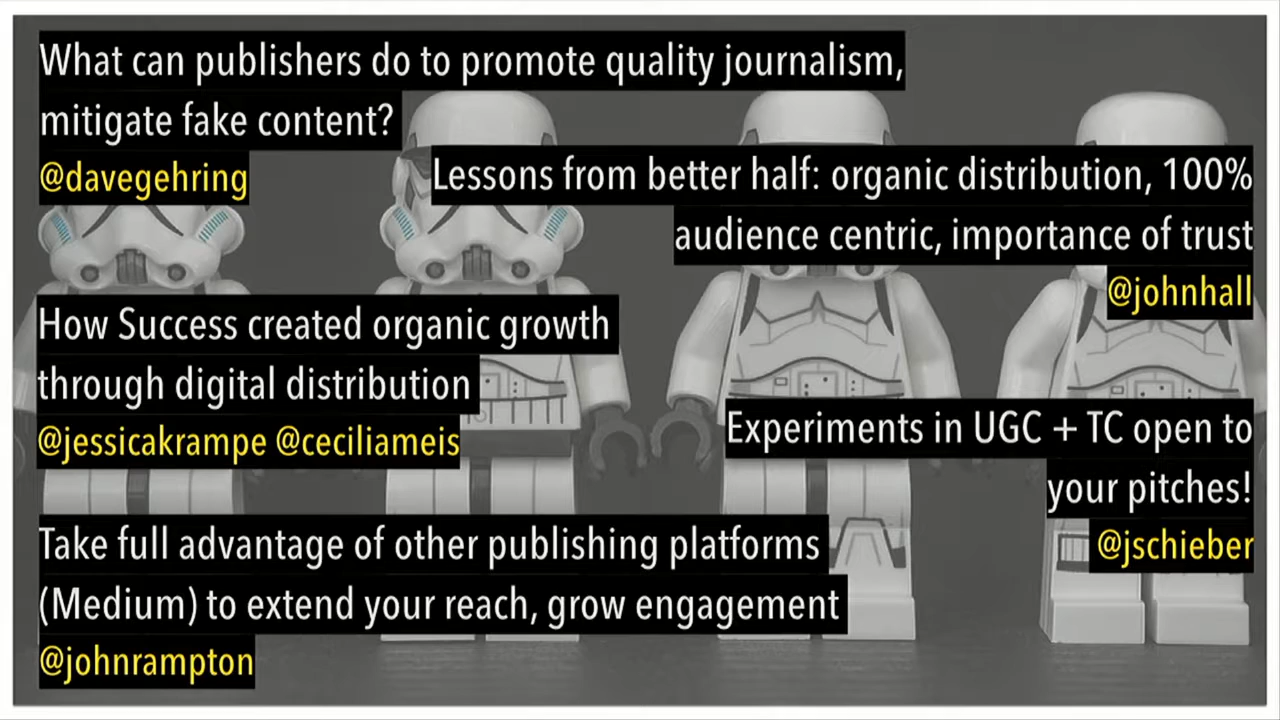 What can publishers do to promote quality journalism,
mitigate fake content?
@davegehring
Lessons from better half: organic distribution, 100%
audience centric, importance of trust
@johnhall
How Success created organic growth
through digital distribution
@jessicakrampe @ceciliameis
Experiments in UGC + TC open to
your pitches!
@jschieber
Take full advantage of other publishing platforms
(Medium) to extend your reach, grow engagement
@johnrampton